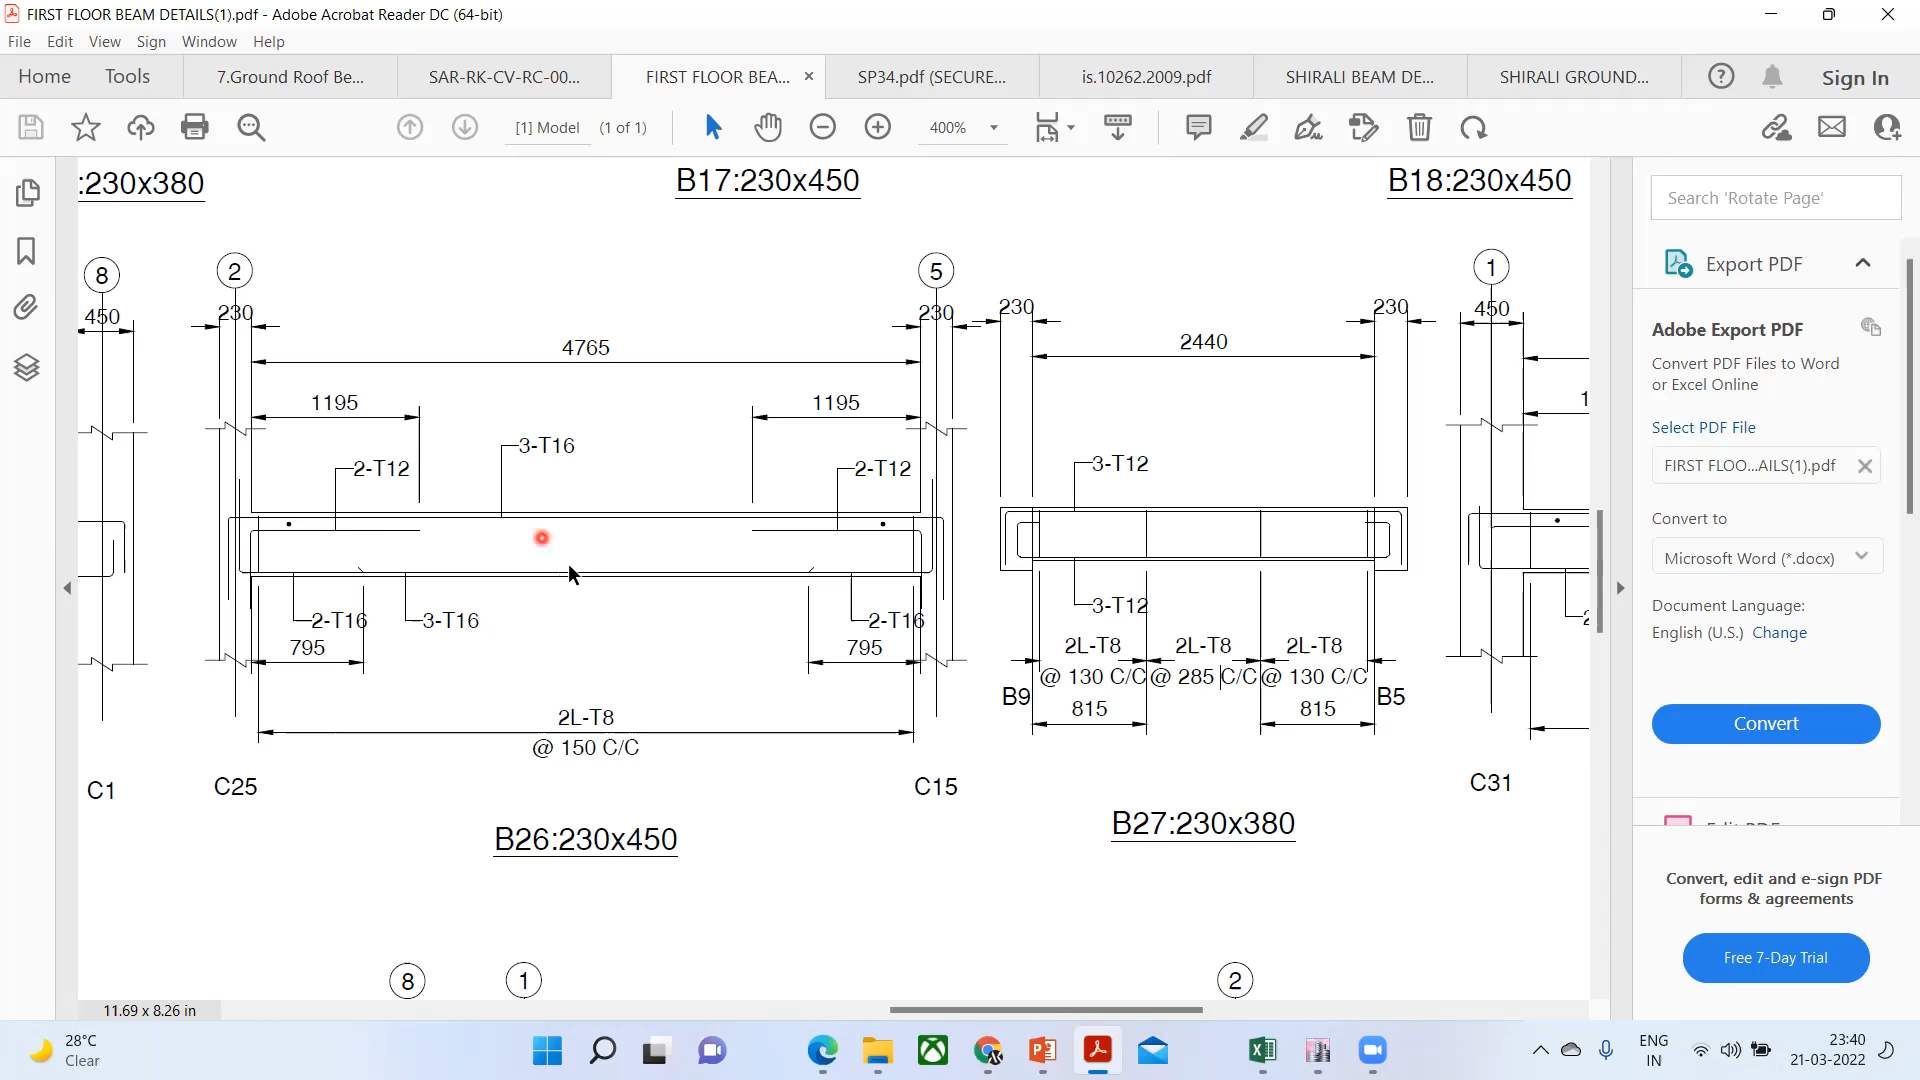 FIRST FLOOR BEAM DETAILS(1).pdf - Adobe Acrobat Reader DC (64-bit)
File Edit View Sign Window Help
Home Tools 7.Ground Roof Be... SAR-RK-CV-RC-00... FIRST FLOOR BEA... SP34.pdf (SECURE... is.10262.2009.pdf SHIRALI BEAM DE... SHIRALI GROUND... Sign In
[1] Model (1 of 1) 400%
:230x380 B17:230x450 B18:230x450
8 2 5 1
450 230 230 230 230 450
4765 2440
1195 1195 1
3-T16
2-T12 2-T12 3-T12
2-T16 3-T16 2-T16 3-T12
795 795 2L-T8 2L-T8 2L-T8
@ 130 C/C @ 285 C/C @ 130 C/C
B9 B5
815 815
2L-T8
@ 150 C/C
C1 C25 C15 C31
B26:230x450 B27:230x380
8 1 2
11.69 x 8.26 in
Search 'Rotate Page'
Export PDF
Adobe Export PDF
Convert PDF Files to Word
or Excel Online
Select PDF File
FIRST FLOO...AILS(1).pdf
Convert to
Microsoft Word (*.docx)
Document Language:
English (U.S.) Change
Convert
Convert, edit and e-sign PDF
forms & agreements
Free 7-Day Trial
28°C
Clear
ENG
IN
23:40
21-03-2022